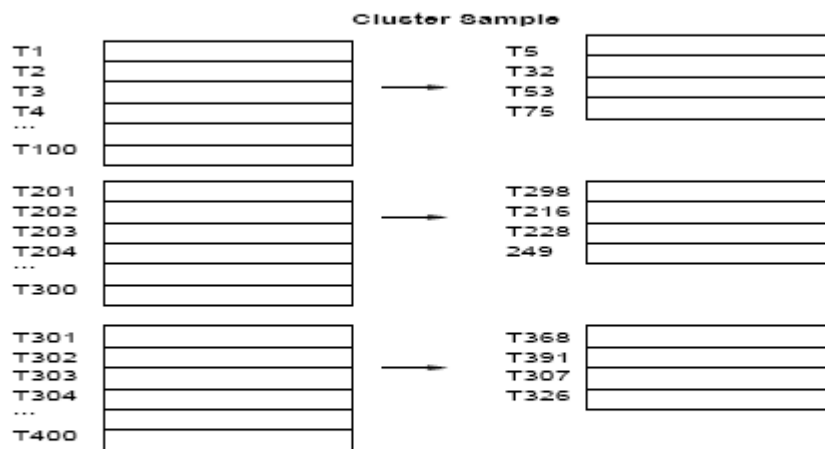 Cluster Sample
T1
T2
T3
T4
...
T100
T5
T32
T53
T75
T201
T202
T203
T204
...
T300
T298
T216
T228
249
T301
T302
T303
T304
...
T400
T368
T391
T307
T326